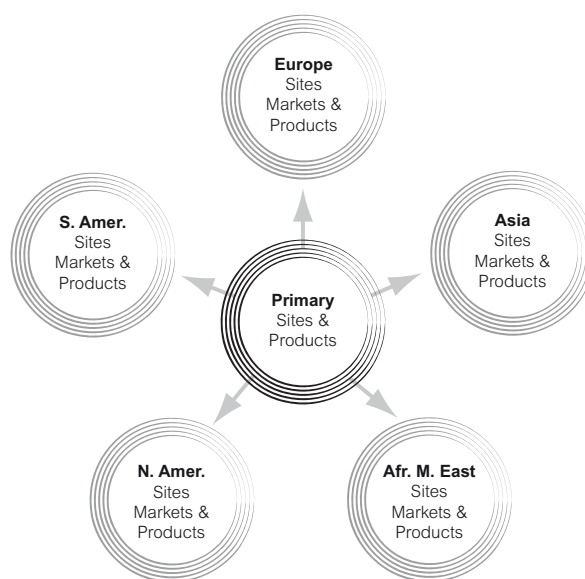 Europe
Sites
Markets &
Products
S. Amer.
Sites
Markets &
Products
Asia
Sites
Markets &
Products
Primary
Sites &
Products
N. Amer.
Sites
Markets &
Products
Afr. M. East
Sites
Markets &
Products